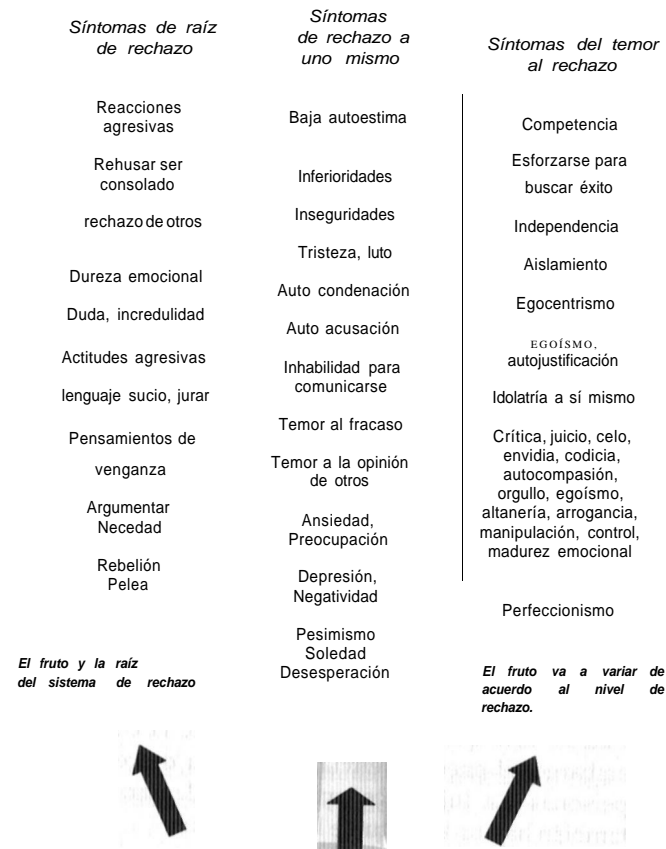 Síntomas de raíz
de rechazo
Reacciones
agresivas
Rehusar ser
consolado
rechazo de otros
Dureza emocional
Duda, incredulidad
Actitudes agresivas
lenguaje sucio, jurar
Pensamientos de
venganza
Argumentar
Necedad
Rebelión
Pelea
El fruto y la raíz
del sistema de rechazo
Síntomas
de rechazo a
uno mismo
Baja autoestima
Inferioridades
Inseguridades
Tristeza, luto
Auto condenación
Auto acusación
Inhabilidad para
comunicarse
Temor al fracaso
Temor a la opinión
de otros
Ansiedad,
Preocupación
Depresión,
Negatividad
Pesimismo
Soledad
Desesperación
Síntomas del temor
al rechazo
Competencia
Esforzarse para
buscar éxito
Independencia
Aislamiento
Egocentrismo
EGOÍSMO,
autojustificación
Idolatría a sí mismo
Crítica, juicio, celo,
envidia, codicia,
autocompasión,
orgullo, egoísmo,
altanería, arrogancia,
manipulación, control,
madurez emocional
Perfeccionismo
El fruto va a variar de
acuerdo al nivel de
rechazo.